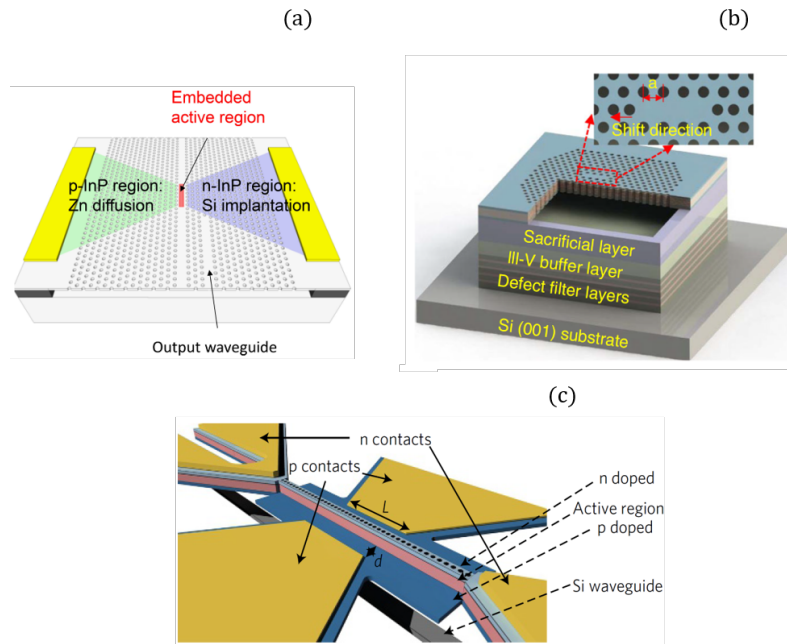 (a)
Embedded
active region
p-InP region:
Zn diffusion
n-InP region:
Si implantation
Output waveguide
(b)
a
Shift direction
Sacrificial layer
III-V buffer layer
Defect filter layers
Si (001) substrate
(c)
n contacts
p contacts
L
d
n doped
Active region
p doped
Si waveguide